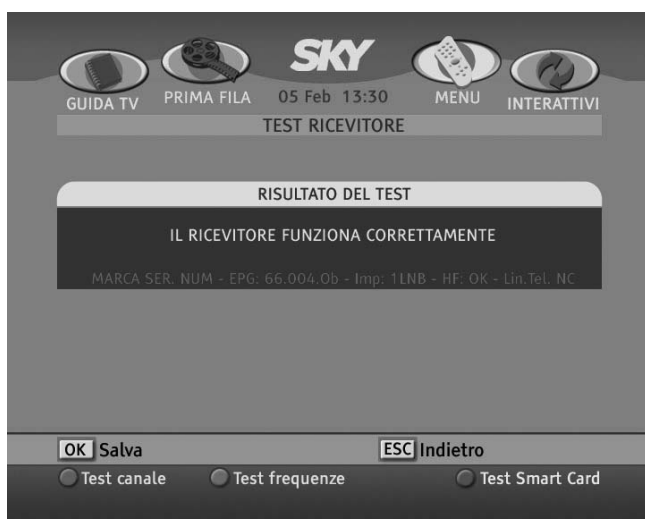 SKY
GUIDA TV PRIMA FILA 05 Feb 13:30 MENU INTERATTIVI
TEST RICEVITORE
RISULTATO DEL TEST
IL RICEVITORE FUNZIONA CORRETTAMENTE
MARCA SER. NUM - EPG: 66.004.0b - Imp: 1LNB - HF: OK - Lin.Tel. NC
OK Salva ESC Indietro
Test canale Test frequenze Test Smart Card